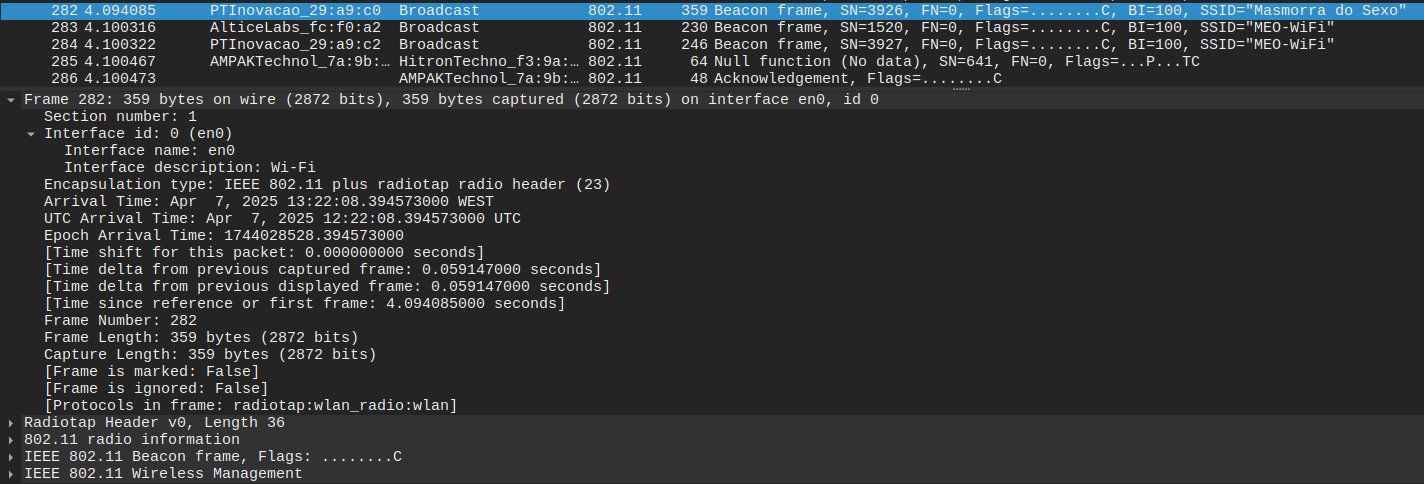 282 4.094085 PTInovacao_29:a9:c0 Broadcast 802.11 359 Beacon frame, SN=3926, FN=0, Flags=........C, BI=100, SSID="Masmorra do Sexo"
283 4.100316 AlticeLabs_fc:f0:a2 Broadcast 802.11 230 Beacon frame, SN=1520, FN=0, Flags=........C, BI=100, SSID="MEO-WiFi"
284 4.100322 PTInovacao_29:a9:c2 Broadcast 802.11 246 Beacon frame, SN=3927, FN=0, Flags=........C, BI=100, SSID="MEO-WiFi"
285 4.100467 AMPAKTechnol_7a:9b:… HitronTechno_f3:9a:… 802.11 64 Null function (No data), SN=641, FN=0, Flags=...P...TC
286 4.100473 AMPAKTechnol_7a:9b:… 802.11 48 Acknowledgement, Flags=........C
Frame 282: 359 bytes on wire (2872 bits), 359 bytes captured (2872 bits) on interface en0, id 0
Section number: 1
Interface id: 0 (en0)
Interface name: en0
Interface description: Wi-Fi
Encapsulation type: IEEE 802.11 plus radiotap radio header (23)
Arrival Time: Apr  7, 2025 13:22:08.394573000 WEST
UTC Arrival Time: Apr  7, 2025 12:22:08.394573000 UTC
Epoch Arrival Time: 1744028528.394573000
[Time shift for this packet: 0.000000000 seconds]
[Time delta from previous captured frame: 0.059147000 seconds]
[Time delta from previous displayed frame: 0.059147000 seconds]
[Time since reference or first frame: 4.094085000 seconds]
Frame Number: 282
Frame Length: 359 bytes (2872 bits)
Capture Length: 359 bytes (2872 bits)
[Frame is marked: False]
[Frame is ignored: False]
[Protocols in frame: radiotap:wlan_radio:wlan]
Radiotap Header v0, Length 36
802.11 radio information
IEEE 802.11 Beacon frame, Flags: ........C
IEEE 802.11 Wireless Management